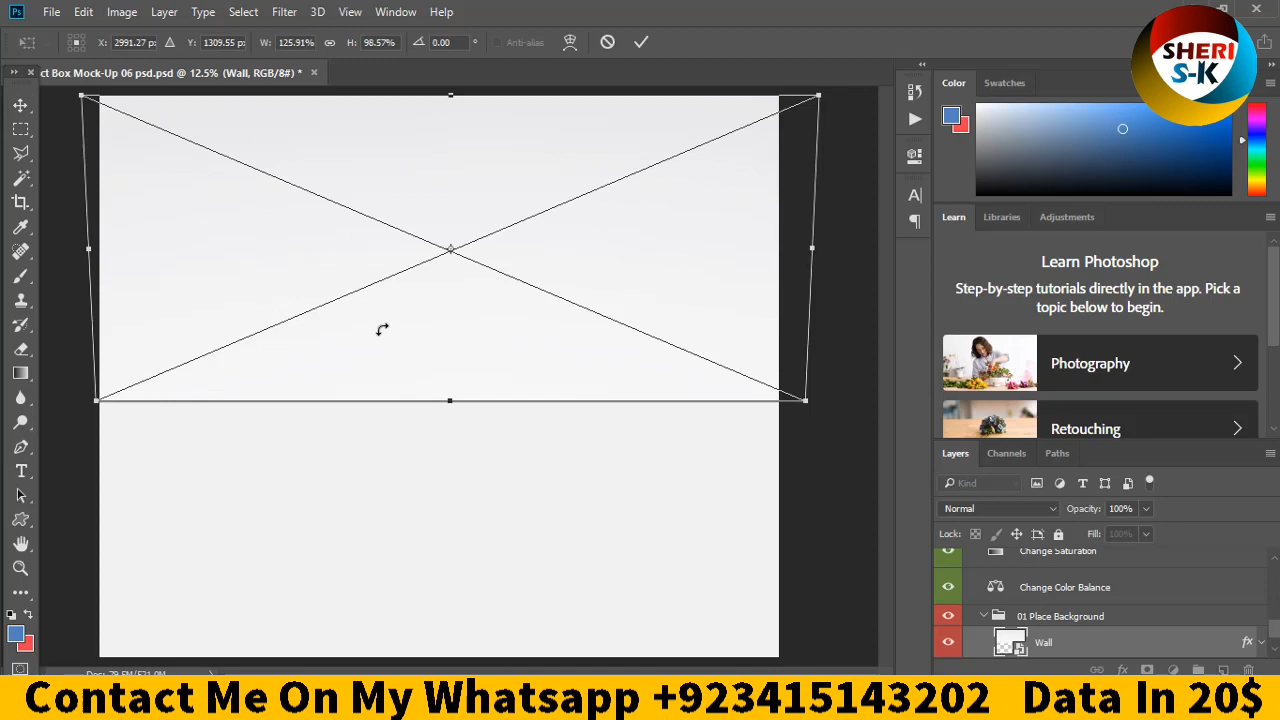 Ps File Edit Image Layer Type Select Filter 3D View Window Help
X: 2991.27 px Y: 1309.55 px W: 125.91% H: 98.57% 0.00 ° Anti-alias
SHERI
S-K
ct Box Mock-Up 06 psd.psd @ 12.5% (Wall, RGB/8#) *
Color Swatches
Learn Libraries Adjustments
Learn Photoshop
Step-by-step tutorials directly in the app. Pick a
topic below to begin.
Photography
Retouching
Layers Channels Paths
Kind
Normal Opacity: 100%
Lock: Fill: 100%
Change Saturation
Change Color Balance
01 Place Background
Wall fx
Contact Me On My Whatsapp +923415143202 Data In 20$